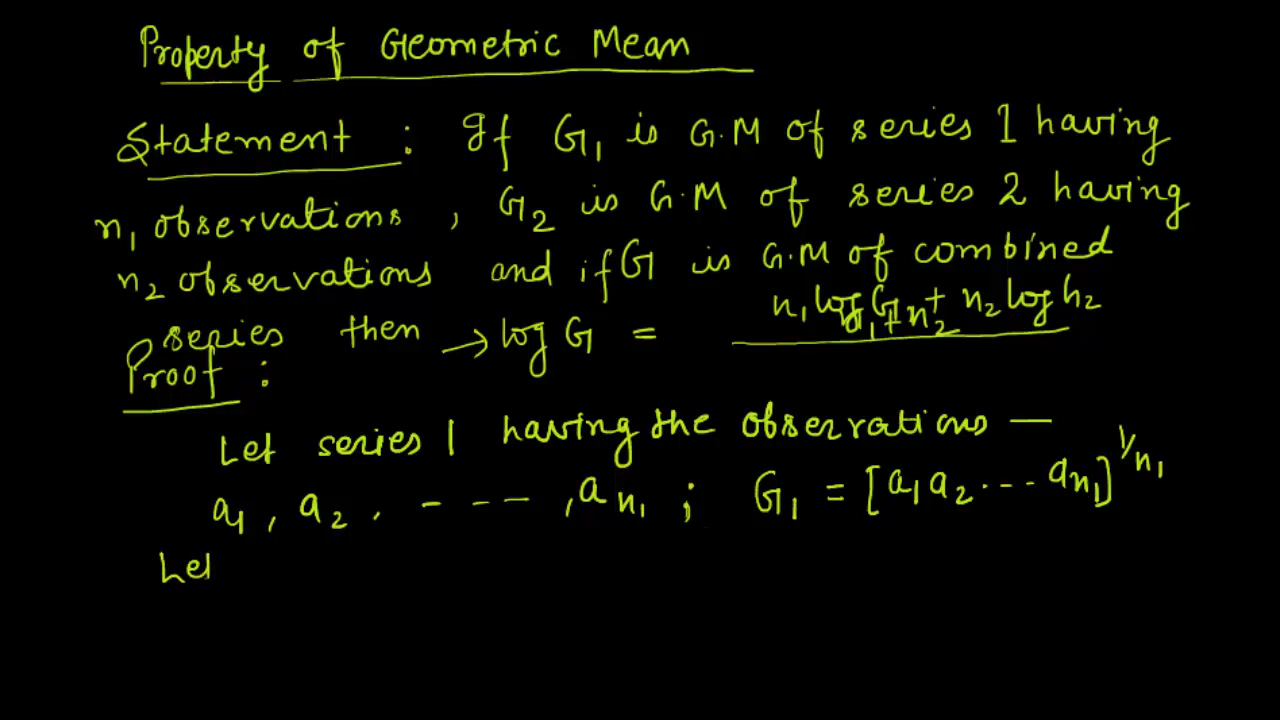 Property of Geometric Mean
Statement : If G₁ is G.M of series 1 having
n₁ observations , G₂ is G.M of series 2 having
n₂ observations and if G is G.M of combined
series then → log G = n₁ log G₁ + n₂ log h₂
n₁ + n₂
Proof :
Let series 1 having the observations —
a₁ , a₂ , - - - - , aₙ₁ ; G₁ = [a₁ a₂ ... aₙ₁]^1/n₁
Let